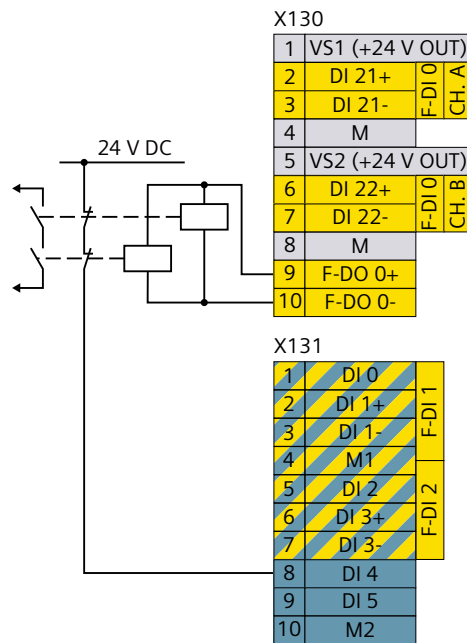 X130
1 VS1 (+24 V OUT)
2 DI 21+
3 DI 21-
F-DI 0
CH. A
4 M
24 V DC
5 VS2 (+24 V OUT)
6 DI 22+
7 DI 22-
F-DI 0
CH. B
8 M
9 F-DO 0+
10 F-DO 0-
X131
1 DI 0
2 DI 1+
3 DI 1-
4 M1
F-DI 1
5 DI 2
6 DI 3+
7 DI 3-
F-DI 2
8 DI 4
9 DI 5
10 M2